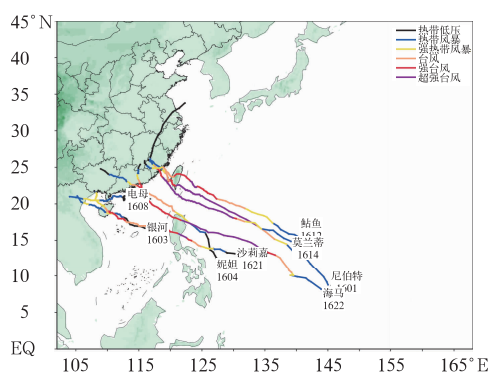 45°N
40
35
30
25
20
15
10
5
EQ
105
115
125
135
145
155
165°E
热带低压
热带风暴
强热带风暴
台风
强台风
超强台风
电母
1608
银河
1603
妮妲
1604
沙莉嘉
1621
鲇鱼
莫兰蒂
1614
尼伯特
1601
海马
1622